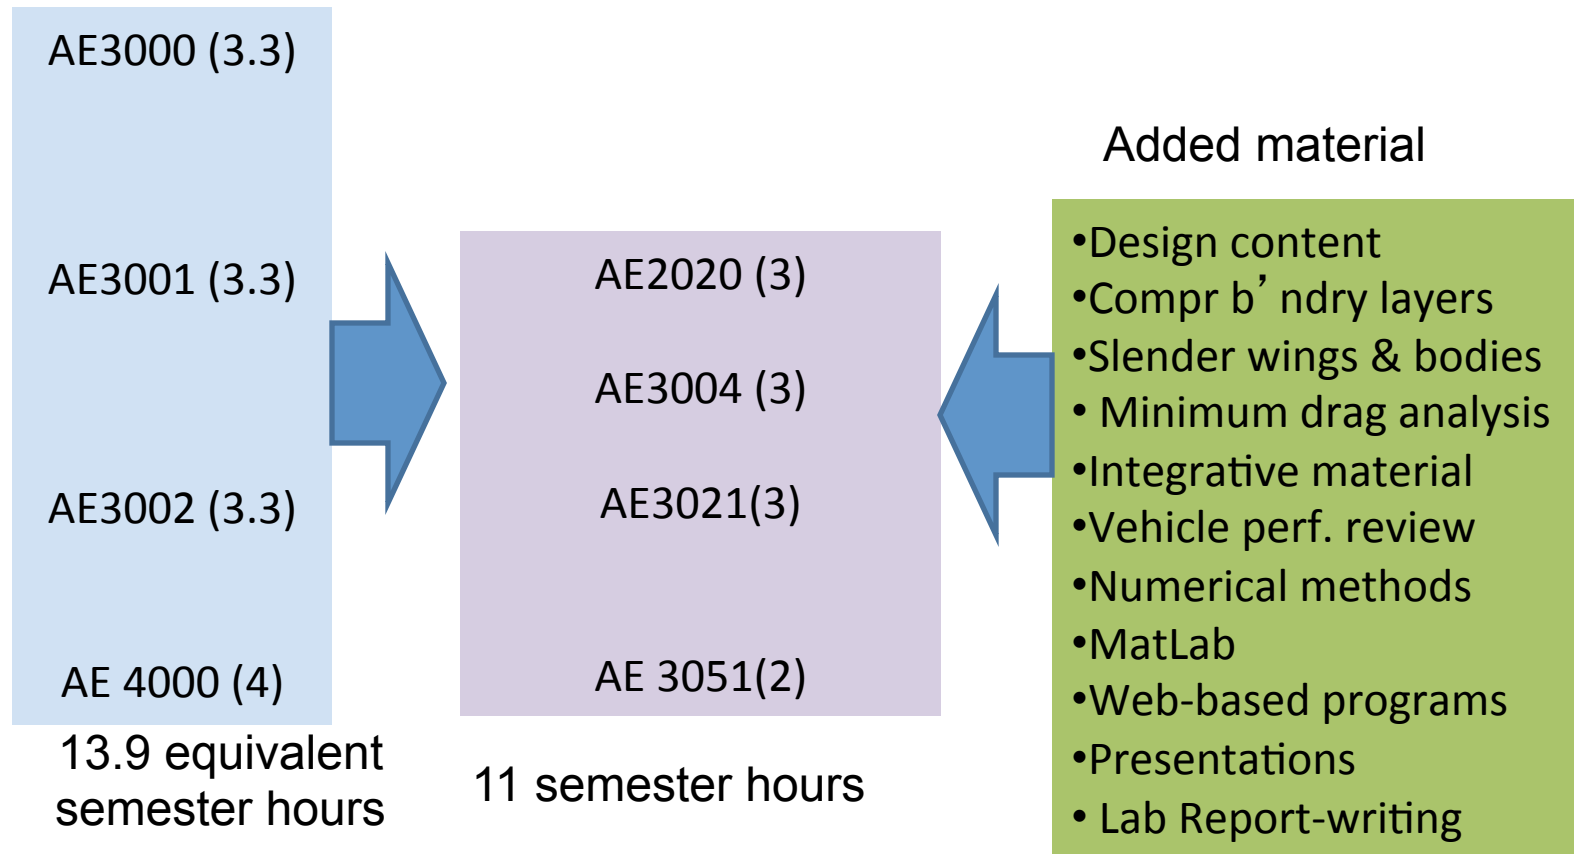 AE3000 (3.3)
AE3001 (3.3)
AE3002 (3.3)
AE 4000 (4)
13.9 equivalent
semester hours
AE2020 (3)
AE3004 (3)
AE3021(3)
AE 3051(2)
11 semester hours
Added material
•Design content
•Compr b’ ndry layers
•Slender wings & bodies
• Minimum drag analysis
•Integrative material
•Vehicle perf. review
•Numerical methods
•MatLab
•Web-based programs
•Presentations
• Lab Report-writing